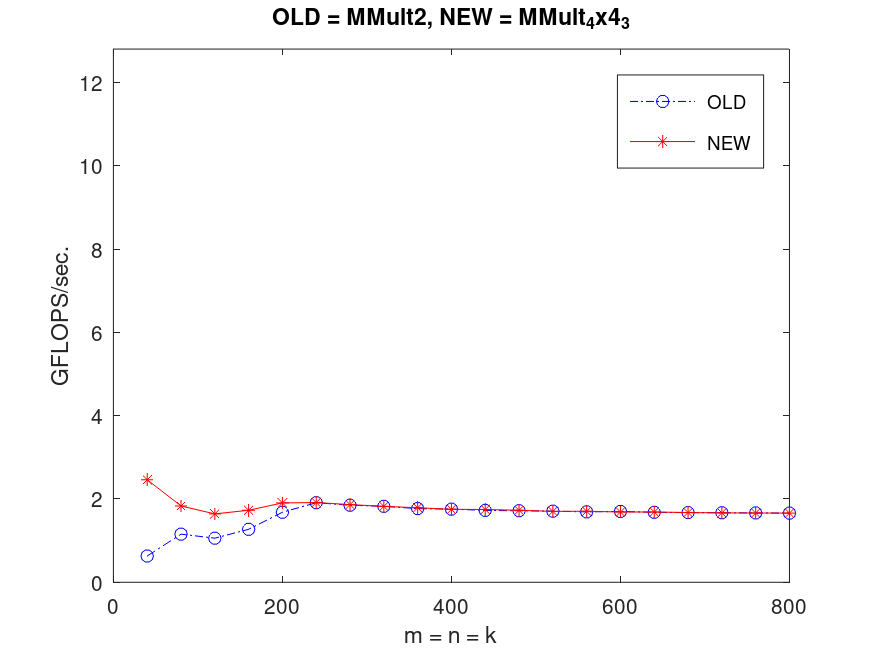 OLD = MMult2, NEW = MMult₄x4₃
12
10
8
6
4
2
0
GFLOPS/sec.
OLD
NEW
0 200 400 600 800
m = n = k